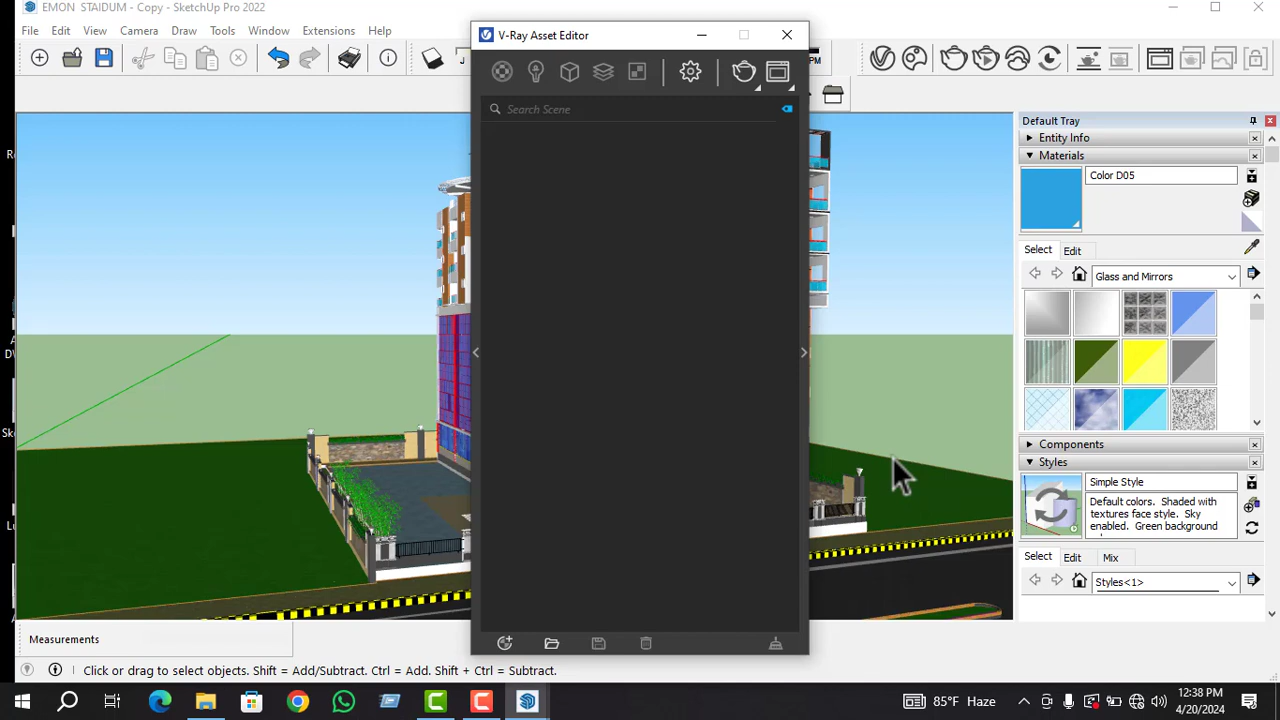 EMON STAIDUM - Copy - SketchUp Pro 2022
File Edit View Camera Draw Tools Window Extensions Help
V-Ray Asset Editor
Search Scene
Default Tray
Entity Info
Materials
Color D05
Select Edit
Glass and Mirrors
Components
Styles
Simple Style
Default colors. Shaded with
textures face style. Sky
enabled. Green background
Select Edit Mix
Styles<1>
Measurements
Click or drag to select objects. Shift = Add/Subtract. Ctrl = Add. Shift + Ctrl = Subtract.
85°F Haze
12:38 PM
4/20/2024